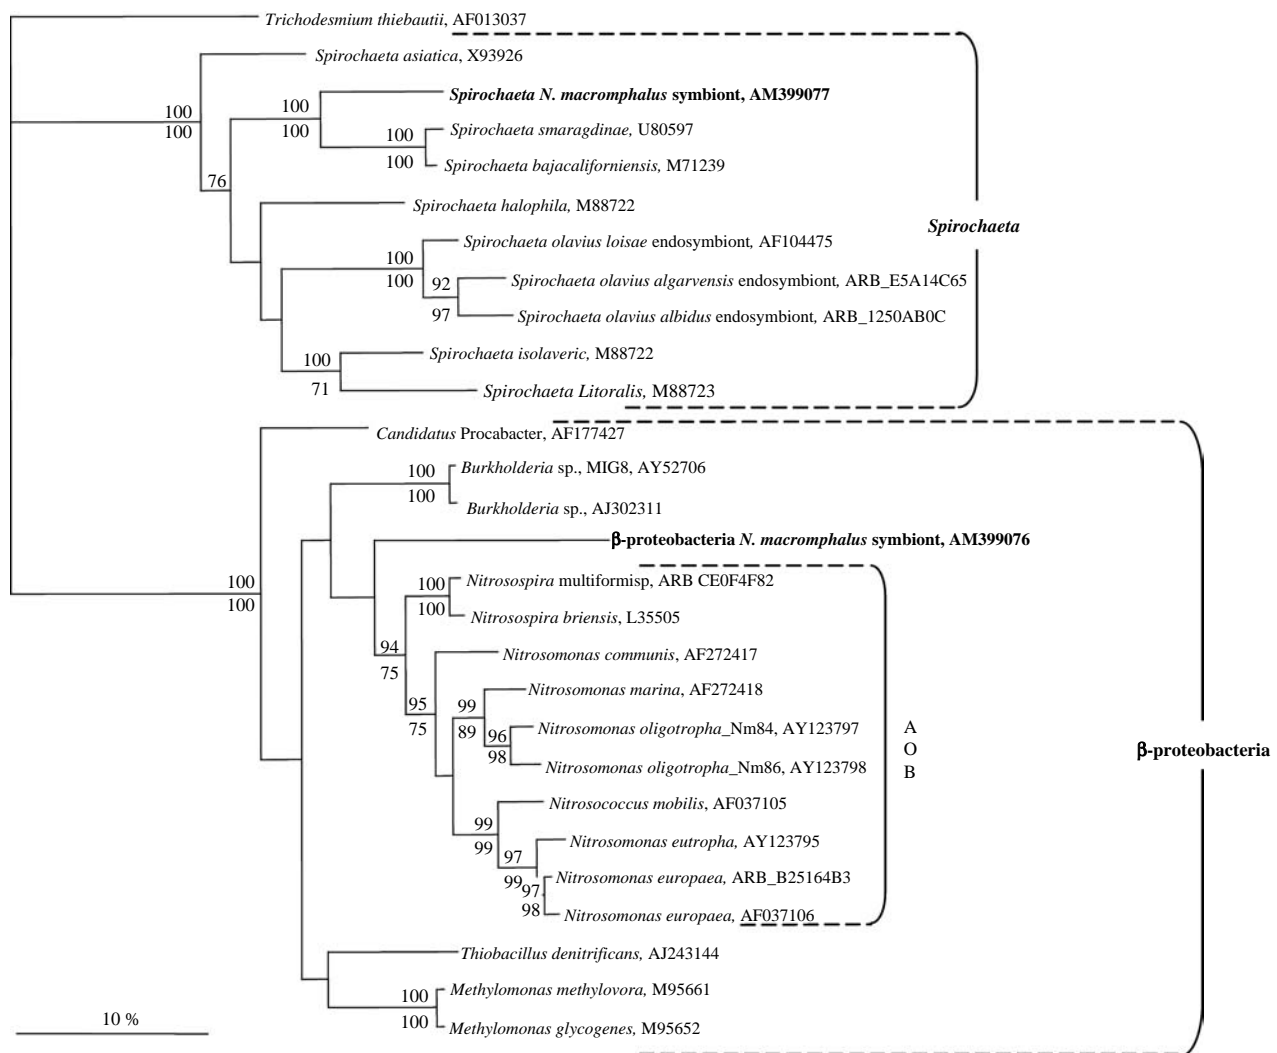 Trichodesmium thiebautii, AF013037
Spirochaeta asiatica, X93926
100
100
Spirochaeta N. macromphalus symbiont, AM399077
100
100
Spirochaeta smaragdinae, U80597
100
100
Spirochaeta bajacaliforniensis, M71239
76
Spirochaeta halophila, M88722
Spirochaeta
Spirochaeta olavius loisae endosymbiont, AF104475
100
100
Spirochaeta olavius algarvensis endosymbiont, ARB_E5A14C65
92
97
Spirochaeta olavius albidus endosymbiont, ARB_1250AB0C
Spirochaeta isolaveric, M88722
100
71
Spirochaeta Litoralis, M88723
Candidatus Procabacter, AF177427
Burkholderia sp., MIG8, AY52706
100
100
Burkholderia sp., AJ302311
β-proteobacteria N. macromphalus symbiont, AM399076
100
100
Nitrosospira multiformisp, ARB CE0F4F82
100
100
Nitrosospira briensis, L35505
94
75
Nitrosomonas communis, AF272417
95
75
Nitrosomonas marina, AF272418
99
89
Nitrosomonas oligotropha_Nm84, AY123797
96
98
Nitrosomonas oligotropha_Nm86, AY123798
A
O
B
β-proteobacteria
Nitrosococcus mobilis, AF037105
99
99
Nitrosomonas eutropha, AY123795
97
99
Nitrosomonas europaea, ARB_B25164B3
97
98
Nitrosomonas europaea, AF037106
Thiobacillus denitrificans, AJ243144
Methylomonas methylovora, M95661
100
100
Methylomonas glycogenes, M95652
10 %